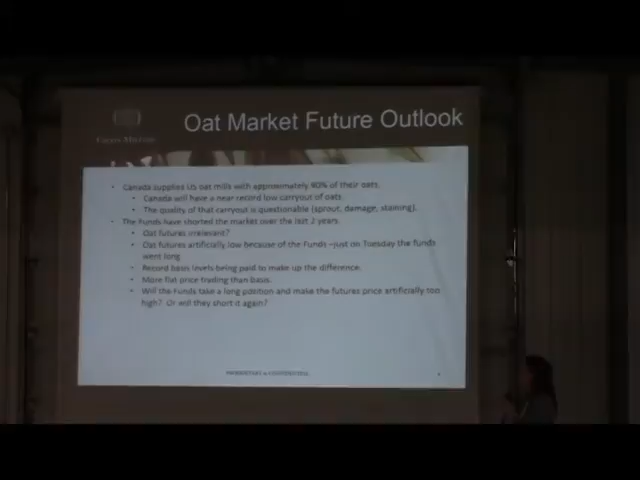 Oat Market Future Outlook
• Canada supplies US oat mills with approximately 90% of their oats.
• Canada will have a near record low carryout of oats
• The quality of that carryout is questionable (sprout, damage, staining).
• The Funds have shorted the market over the last 2 years.
• Oat futures irrelevant?
• Oat futures artificially low because of the Funds –just on Tuesday the funds
went long
• Record basis levels being paid to make up the difference.
• More flat price trading than basis.
• Will the Funds take a long position and make the futures price artificially too
high? Or will they short it again?